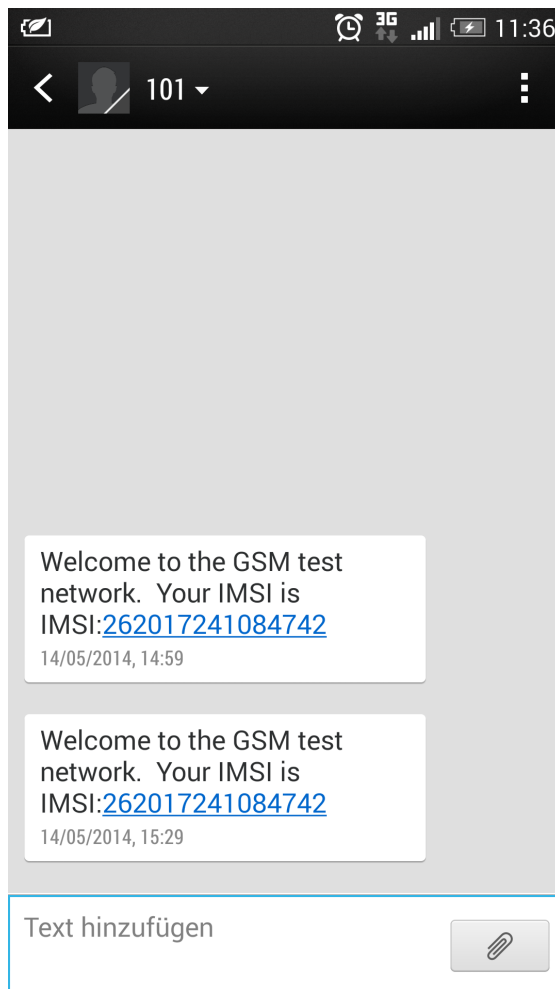 3G 11:36
101
Welcome to the GSM test
network.  Your IMSI is
IMSI:262017241084742
14/05/2014, 14:59
Welcome to the GSM test
network.  Your IMSI is
IMSI:262017241084742
14/05/2014, 15:29
Text hinzufügen